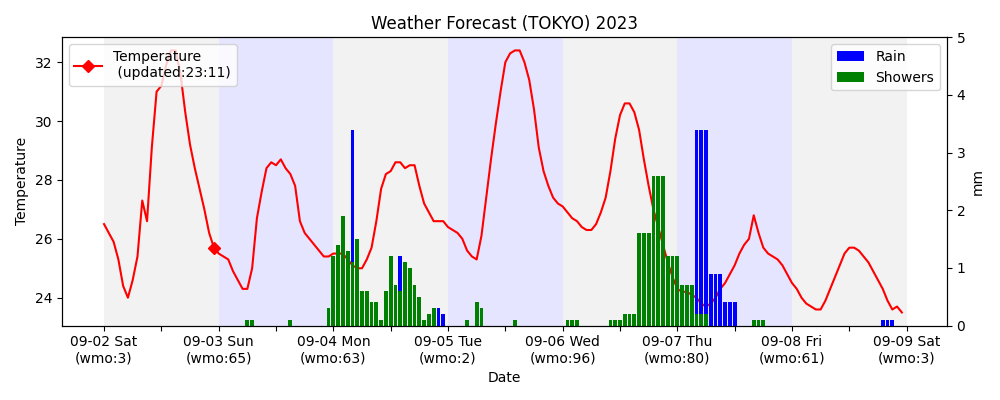 Weather Forecast (TOKYO) 2023
Temperature
(updated:23:11)
Rain
Showers
32
30
28
26
24
Temperature
5
4
3
2
1
0
mm
09-02 Sat
(wmo:3)
09-03 Sun
(wmo:65)
09-04 Mon
(wmo:63)
09-05 Tue
(wmo:2)
09-06 Wed
(wmo:96)
09-07 Thu
(wmo:80)
09-08 Fri
(wmo:61)
09-09 Sat
(wmo:3)
Date